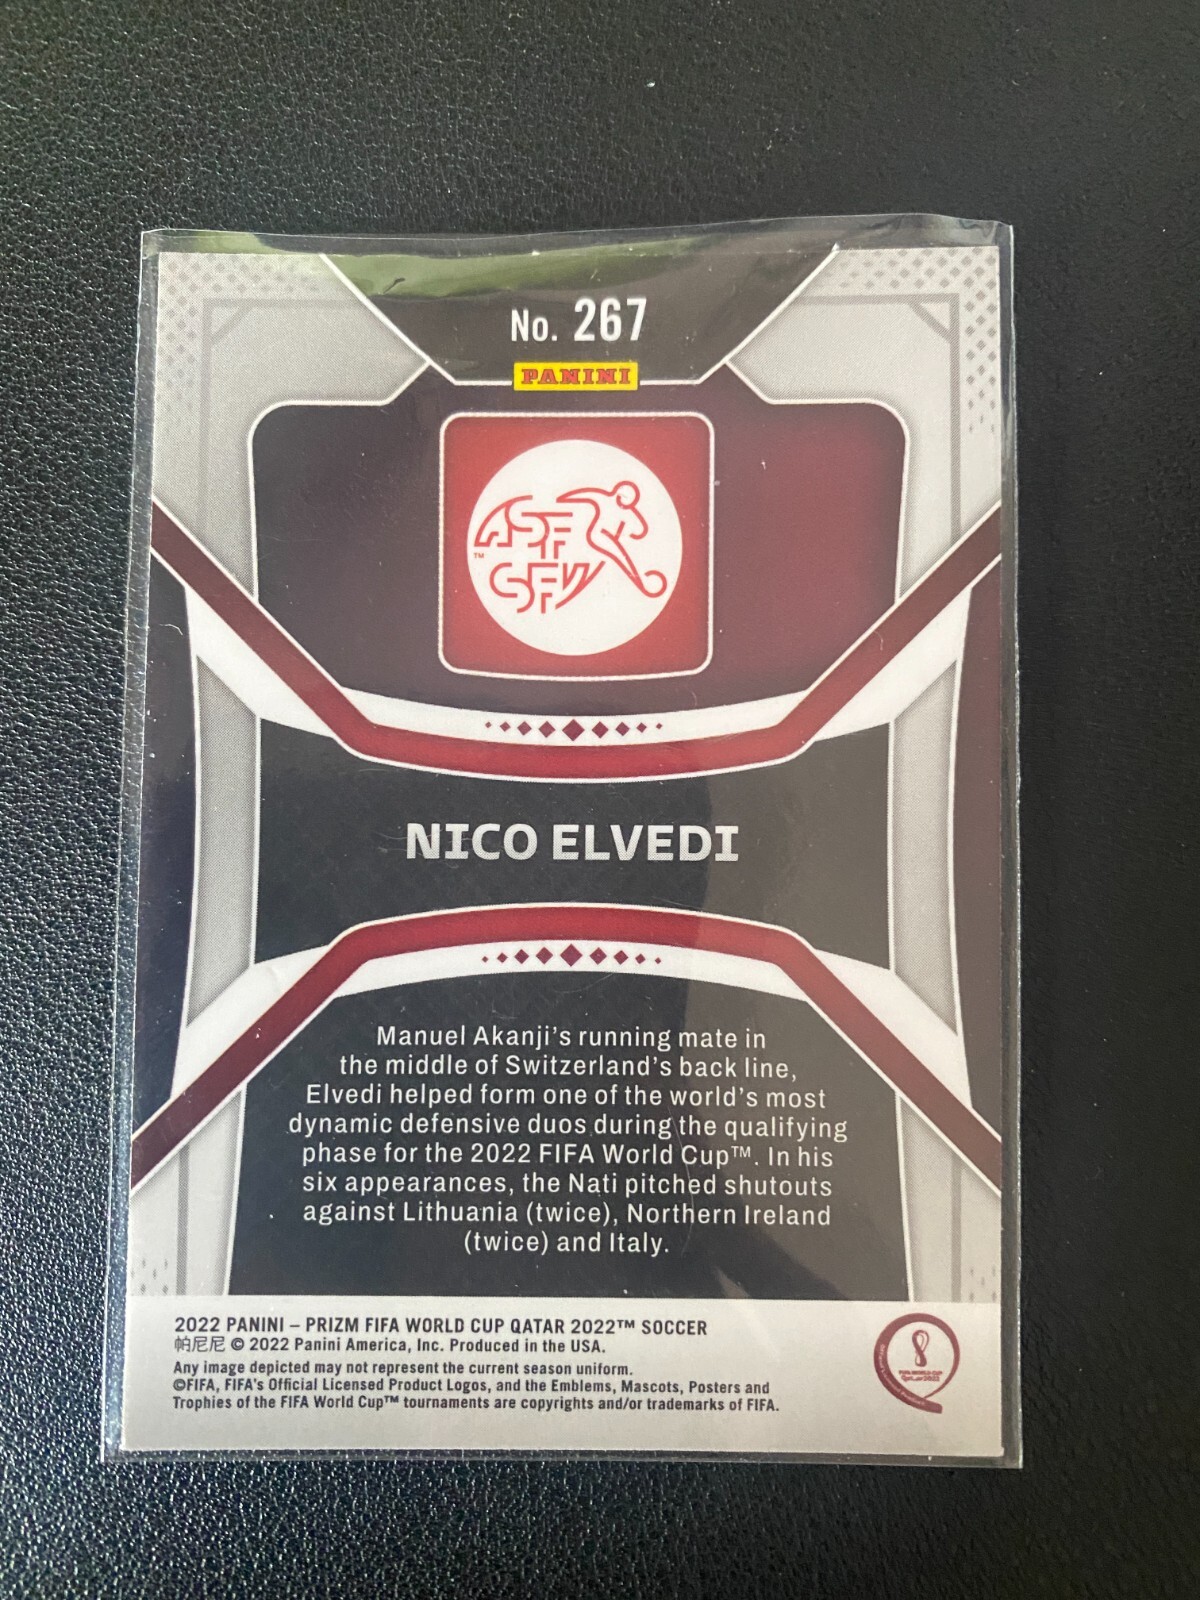 No. 267
PANINI
ASF
SFV
™
NICO ELVEDI
Manuel Akanji's running mate in
the middle of Switzerland's back line,
Elvedi helped form one of the world's most
dynamic defensive duos during the qualifying
phase for the 2022 FIFA World Cup™. In his
six appearances, the Nati pitched shutouts
against Lithuania (twice), Northern Ireland
(twice) and Italy.
2022 PANINI – PRIZM FIFA WORLD CUP QATAR 2022™ SOCCER
帕尼尼 © 2022 Panini America, Inc. Produced in the USA.
Any image depicted may not represent the current season uniform.
©FIFA, FIFA's Official Licensed Product Logos, and the Emblems, Mascots, Posters and
Trophies of the FIFA World Cup™ tournaments are copyrights and/or trademarks of FIFA.
FIFA WORLD CUP
Qatar2022